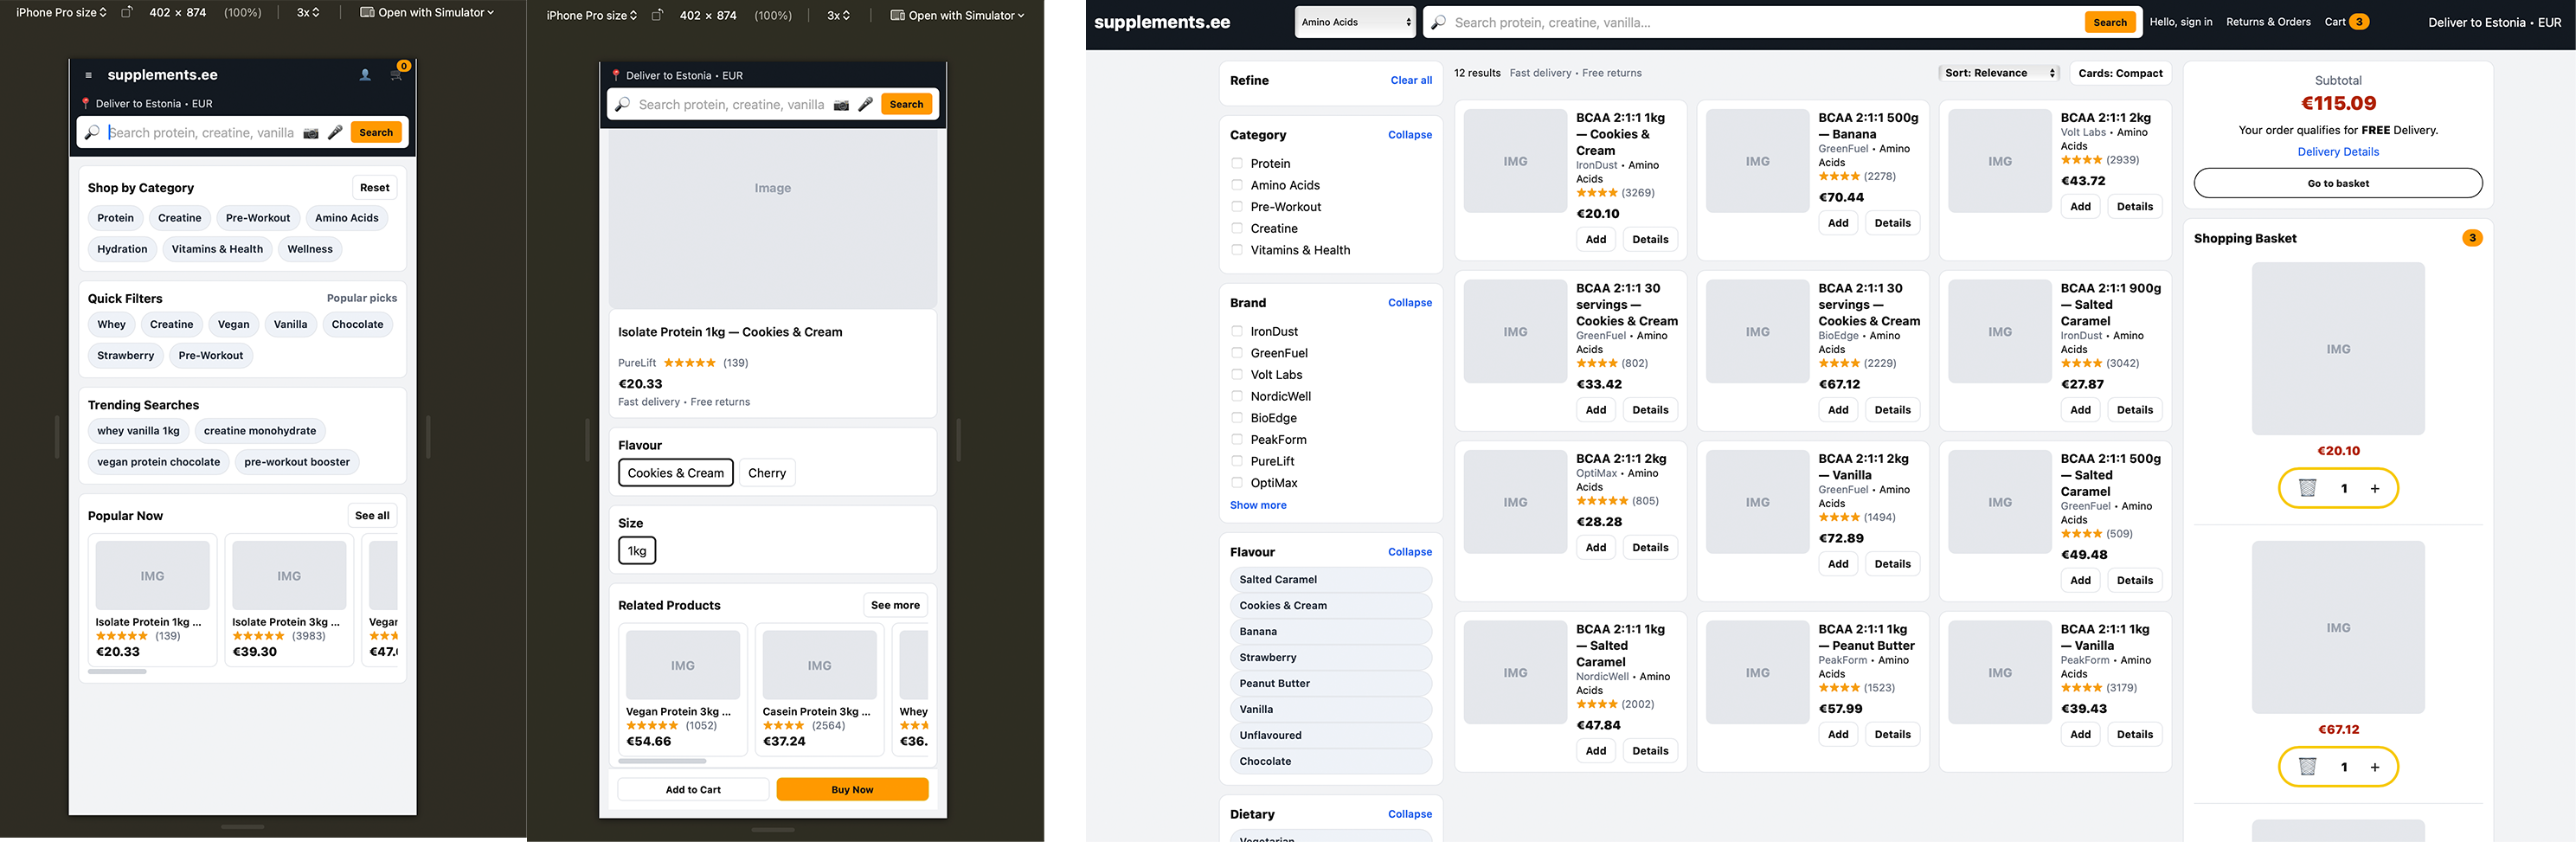 iPhone Pro size 402 × 874 (100%) 3x Open with Simulator
supplements.ee 0
Deliver to Estonia • EUR
Search protein, creatine, vanilla Search
Shop by Category Reset
Protein Creatine Pre-Workout Amino Acids
Hydration Vitamins & Health Wellness
Quick Filters Popular picks
Whey Creatine Vegan Vanilla Chocolate
Strawberry Pre-Workout
Trending Searches
whey vanilla 1kg creatine monohydrate
vegan protein chocolate pre-workout booster
Popular Now See all
IMG IMG
Isolate Protein 1kg ... Isolate Protein 3kg ... Vegan
(139) (3983)
€20.33 €39.30 €47.
iPhone Pro size 402 × 874 (100%) 3x Open with Simulator
Deliver to Estonia • EUR
Search protein, creatine, vanilla Search
Image
Isolate Protein 1kg — Cookies & Cream
PureLift ★★★★★ (139)
€20.33
Fast delivery • Free returns
Flavour
Cookies & Cream Cherry
Size
1kg
Related Products See more
IMG IMG
Vegan Protein 3kg ... Casein Protein 3kg ... Whey
★★★★★ (1052) ★★★★ (2564)
€54.66 €37.24 €36.
Add to Cart Buy Now
supplements.ee Amino Acids Search protein, creatine, vanilla... Search Hello, sign in Returns & Orders Cart 3 Deliver to Estonia • EUR
Refine Clear all
Category Collapse
Protein
Amino Acids
Pre-Workout
Creatine
Vitamins & Health
Brand Collapse
IronDust
GreenFuel
Volt Labs
NordicWell
BioEdge
PeakForm
PureLift
OptiMax
Show more
Flavour Collapse
Salted Caramel
Cookies & Cream
Banana
Strawberry
Peanut Butter
Vanilla
Unflavoured
Chocolate
Dietary Collapse
Vegetarian
12 results Fast delivery • Free returns Sort: Relevance Cards: Compact
IMG
BCAA 2:1:1 1kg
— Cookies &
Cream
IronDust • Amino
Acids
★★★★ (3269)
€20.10
Add Details
IMG
BCAA 2:1:1 500g
— Banana
GreenFuel • Amino
Acids
★★★★ (2278)
€70.44
Add Details
IMG
BCAA 2:1:1 2kg
Volt Labs • Amino
Acids
★★★★ (2939)
€43.72
Add Details
IMG
BCAA 2:1:1 30
servings —
Cookies & Cream
GreenFuel • Amino
Acids
★★★★ (802)
€33.42
Add Details
IMG
BCAA 2:1:1 30
servings —
Cookies & Cream
BioEdge • Amino
Acids
★★★★ (2229)
€67.12
Add Details
IMG
BCAA 2:1:1 900g
— Salted
Caramel
IronDust • Amino
Acids
★★★★ (3042)
€27.87
Add Details
IMG
BCAA 2:1:1 2kg
OptiMax • Amino
Acids
★★★★★ (805)
€28.28
Add Details
IMG
BCAA 2:1:1 2kg
— Vanilla
GreenFuel • Amino
Acids
★★★★ (1494)
€72.89
Add Details
IMG
BCAA 2:1:1 500g
— Salted
Caramel
GreenFuel • Amino
Acids
★★★★ (509)
€49.48
Add Details
IMG
BCAA 2:1:1 1kg
— Salted
Caramel
NordicWell • Amino
Acids
★★★★ (2002)
€47.84
Add Details
IMG
BCAA 2:1:1 1kg
— Peanut Butter
PeakForm • Amino
Acids
★★★★ (1523)
€57.99
Add Details
IMG
BCAA 2:1:1 1kg
— Vanilla
PeakForm • Amino
Acids
★★★★ (3179)
€39.43
Add Details
Subtotal
€115.09
Your order qualifies for FREE Delivery.
Delivery Details
Go to basket
Shopping Basket 3
IMG
€20.10
1 +
IMG
€67.12
1 +